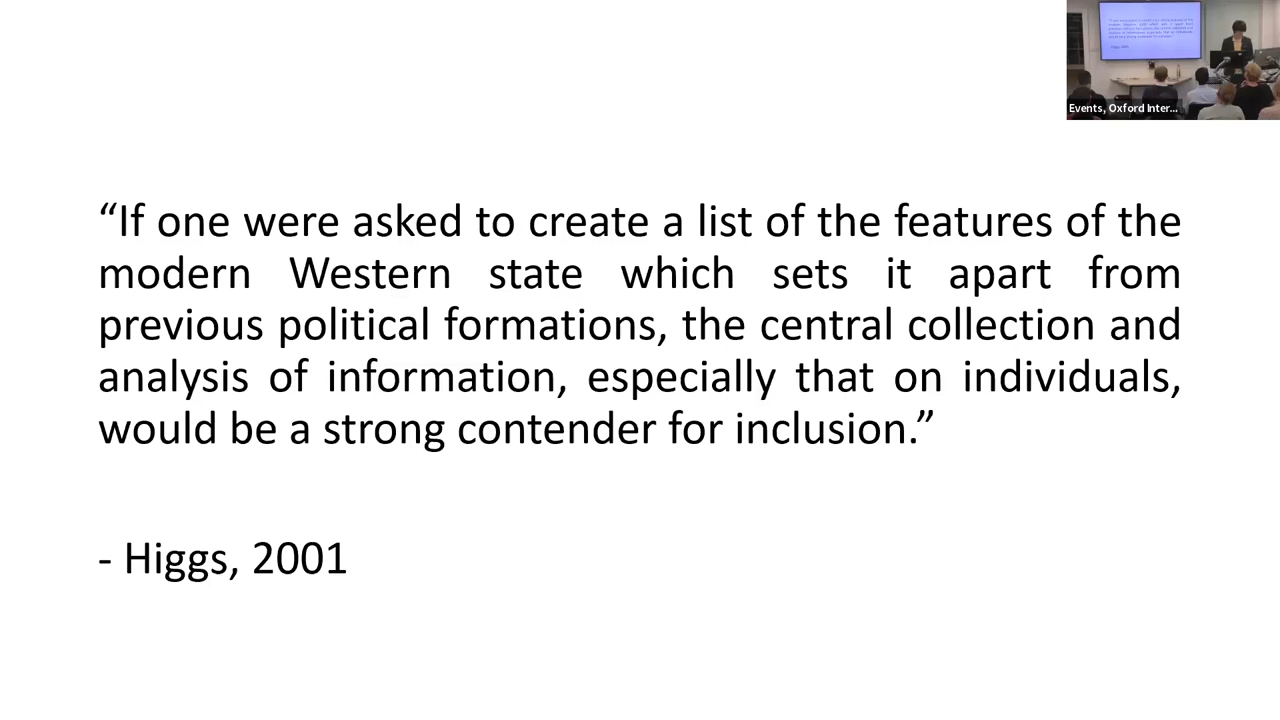 Events, Oxford Inter...
“If one were asked to create a list of the features of the
modern Western state which sets it apart from
previous political formations, the central collection and
analysis of information, especially that on individuals,
would be a strong contender for inclusion.”
- Higgs, 2001